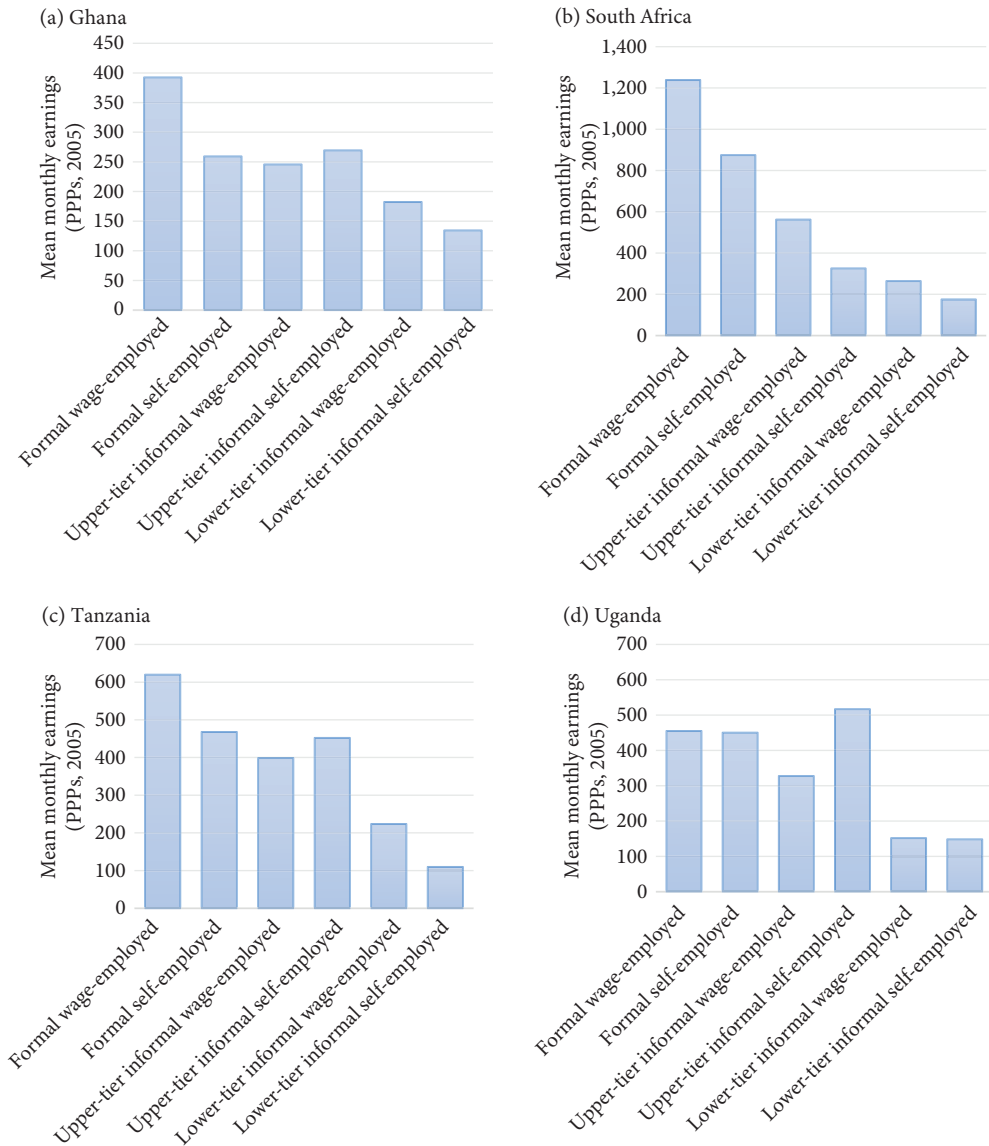 (a) Ghana
Mean monthly earnings
(PPPs, 2005)
450
400
350
300
250
200
150
100
50
0
Formal wage-employed
Formal self-employed
Upper-tier informal wage-employed
Upper-tier informal self-employed
Lower-tier informal wage-employed
Lower-tier informal self-employed
(b) South Africa
Mean monthly earnings
(PPPs, 2005)
1,400
1,200
1,000
800
600
400
200
0
Formal wage-employed
Formal self-employed
Upper-tier informal wage-employed
Upper-tier informal self-employed
Lower-tier informal wage-employed
Lower-tier informal self-employed
(c) Tanzania
Mean monthly earnings
(PPPs, 2005)
700
600
500
400
300
200
100
0
Formal wage-employed
Formal self-employed
Upper-tier informal wage-employed
Upper-tier informal self-employed
Lower-tier informal wage-employed
Lower-tier informal self-employed
(d) Uganda
Mean monthly earnings
(PPPs, 2005)
700
600
500
400
300
200
100
0
Formal wage-employed
Formal self-employed
Upper-tier informal wage-employed
Upper-tier informal self-employed
Lower-tier informal wage-employed
Lower-tier informal self-employed